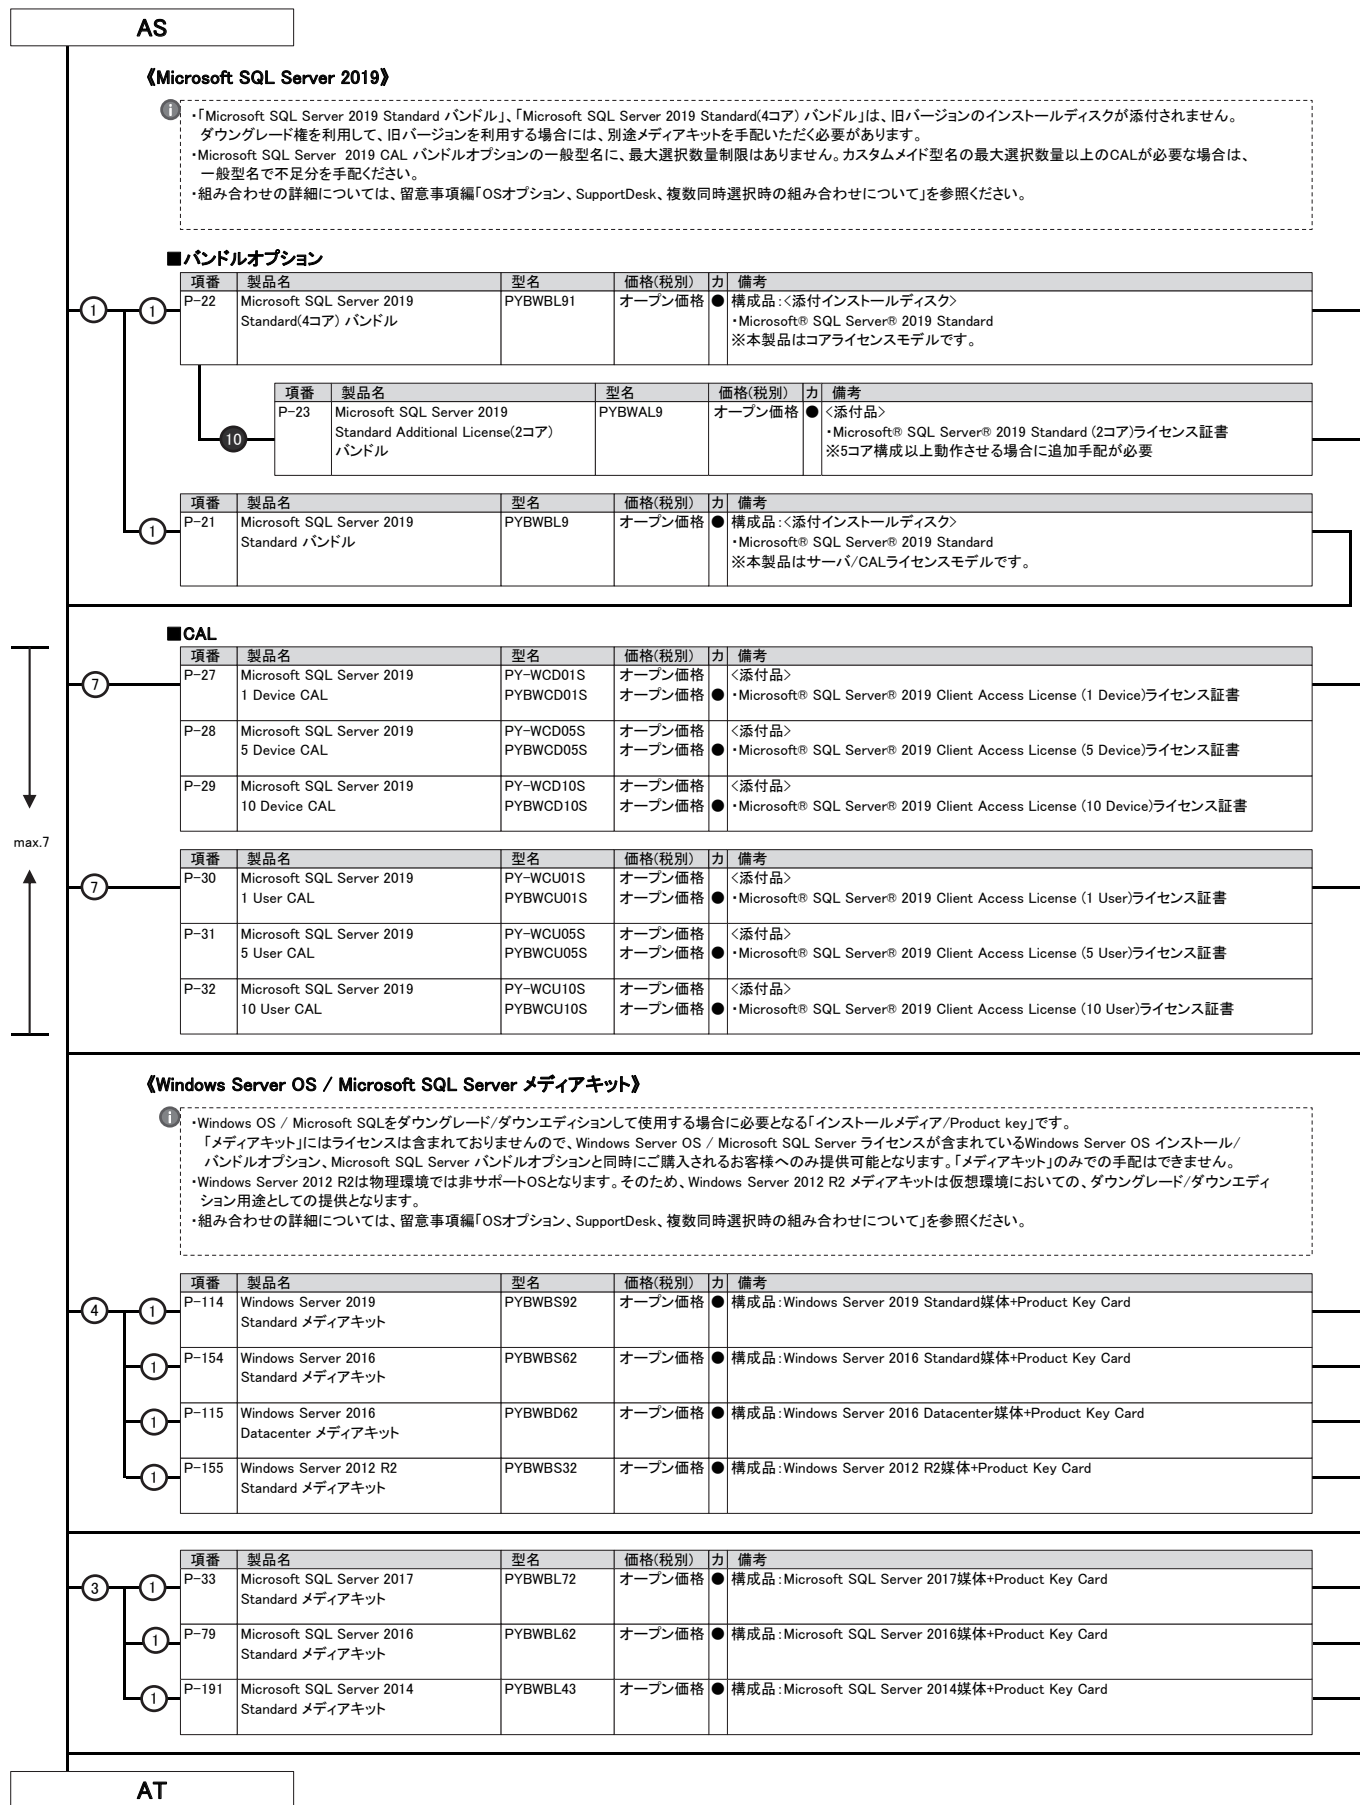 AS
《Microsoft SQL Server 2019》
i
・「Microsoft SQL Server 2019 Standard バンドル」、「Microsoft SQL Server 2019 Standard(4コア) バンドル」は、旧バージョンのインストールディスクが添付されません。
ダウングレード権を利用して、旧バージョンを利用する場合には、別途メディアキットを手配いただく必要があります。
・Microsoft SQL Server 2019 CAL バンドルオプションの一般型名に、最大選択数量制限はありません。カスタムメイド型名の最大選択数量以上のCALが必要な場合は、
一般型名で不足分を手配ください。
・組み合わせの詳細については、留意事項編「OSオプション、SupportDesk、複数同時選択時の組み合わせについて」を参照ください。
■バンドルオプション
項番 製品名 型名 価格(税別) カ 備考
1 1 P-22 Microsoft SQL Server 2019 PYBWBL91 オープン価格 ● 構成品:<添付インストールディスク>
Standard(4コア) バンドル ・Microsoft® SQL Server® 2019 Standard
※本製品はコアライセンスモデルです。
項番 製品名 型名 価格(税別) カ 備考
P-23 Microsoft SQL Server 2019 PYBWAL9 オープン価格 ● <添付品>
10 Standard Additional License(2コア) ・Microsoft® SQL Server® 2019 Standard (2コア)ライセンス証書
バンドル ※5コア構成以上動作させる場合に追加手配が必要
項番 製品名 型名 価格(税別) カ 備考
1 P-21 Microsoft SQL Server 2019 PYBWBL9 オープン価格 ● 構成品:<添付インストールディスク>
Standard バンドル ・Microsoft® SQL Server® 2019 Standard
※本製品はサーバ/CALライセンスモデルです。
■CAL
項番 製品名 型名 価格(税別) カ 備考
7 P-27 Microsoft SQL Server 2019 PY-WCD01S オープン価格 <添付品>
1 Device CAL PYBWCD01S オープン価格 ● ・Microsoft® SQL Server® 2019 Client Access License (1 Device)ライセンス証書
P-28 Microsoft SQL Server 2019 PY-WCD05S オープン価格 <添付品>
5 Device CAL PYBWCD05S オープン価格 ● ・Microsoft® SQL Server® 2019 Client Access License (5 Device)ライセンス証書
P-29 Microsoft SQL Server 2019 PY-WCD10S オープン価格 <添付品>
10 Device CAL PYBWCD10S オープン価格 ● ・Microsoft® SQL Server® 2019 Client Access License (10 Device)ライセンス証書
max.7
項番 製品名 型名 価格(税別) カ 備考
7 P-30 Microsoft SQL Server 2019 PY-WCU01S オープン価格 <添付品>
1 User CAL PYBWCU01S オープン価格 ● ・Microsoft® SQL Server® 2019 Client Access License (1 User)ライセンス証書
P-31 Microsoft SQL Server 2019 PY-WCU05S オープン価格 <添付品>
5 User CAL PYBWCU05S オープン価格 ● ・Microsoft® SQL Server® 2019 Client Access License (5 User)ライセンス証書
P-32 Microsoft SQL Server 2019 PY-WCU10S オープン価格 <添付品>
10 User CAL PYBWCU10S オープン価格 ● ・Microsoft® SQL Server® 2019 Client Access License (10 User)ライセンス証書
《Windows Server OS / Microsoft SQL Server メディアキット》
i
・Windows OS / Microsoft SQLをダウングレード/ダウンエディションして使用する場合に必要となる「インストールメディア/Product key」です。
「メディアキット」にはライセンスは含まれておりませんので、Windows Server OS / Microsoft SQL Server ライセンスが含まれているWindows Server OS インストール/
バンドルオプション、Microsoft SQL Server バンドルオプションと同時にご購入されるお客様へのみ提供可能となります。「メディアキット」のみでの手配はできません。
・Windows Server 2012 R2は物理環境では非サポートOSとなります。そのため、Windows Server 2012 R2 メディアキットは仮想環境においての、ダウングレード/ダウンエディ
ション用途としての提供となります。
・組み合わせの詳細については、留意事項編「OSオプション、SupportDesk、複数同時選択時の組み合わせについて」を参照ください。
項番 製品名 型名 価格(税別) カ 備考
4 1 P-114 Windows Server 2019 PYBWBS92 オープン価格 ● 構成品:Windows Server 2019 Standard媒体+Product Key Card
Standard メディアキット
1 P-154 Windows Server 2016 PYBWBS62 オープン価格 ● 構成品:Windows Server 2016 Standard媒体+Product Key Card
Standard メディアキット
1 P-115 Windows Server 2016 PYBWBD62 オープン価格 ● 構成品:Windows Server 2016 Datacenter媒体+Product Key Card
Datacenter メディアキット
1 P-155 Windows Server 2012 R2 PYBWBS32 オープン価格 ● 構成品:Windows Server 2012 R2媒体+Product Key Card
Standard メディアキット
項番 製品名 型名 価格(税別) カ 備考
3 1 P-33 Microsoft SQL Server 2017 PYBWBL72 オープン価格 ● 構成品:Microsoft SQL Server 2017媒体+Product Key Card
Standard メディアキット
1 P-79 Microsoft SQL Server 2016 PYBWBL62 オープン価格 ● 構成品:Microsoft SQL Server 2016媒体+Product Key Card
Standard メディアキット
1 P-191 Microsoft SQL Server 2014 PYBWBL43 オープン価格 ● 構成品:Microsoft SQL Server 2014媒体+Product Key Card
Standard メディアキット
AT